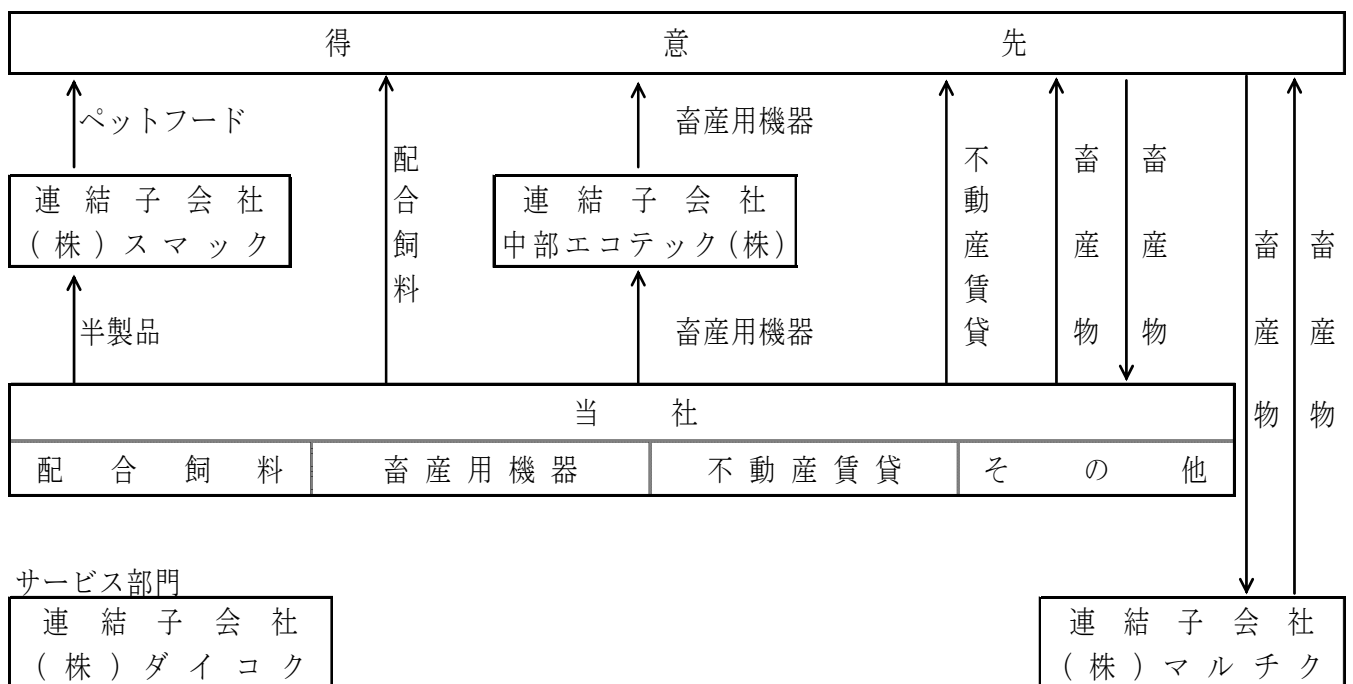 得意先
ペットフード
配合飼料
畜産用機器
不動産賃貸
畜産物
畜産物
畜産物
畜産物
連結子会社
(株)スマック
連結子会社
中部エコテック(株)
半製品
畜産用機器
当社
配合飼料
畜産用機器
不動産賃貸
その他
サービス部門
連結子会社
(株)ダイコク
連結子会社
(株)マルチク